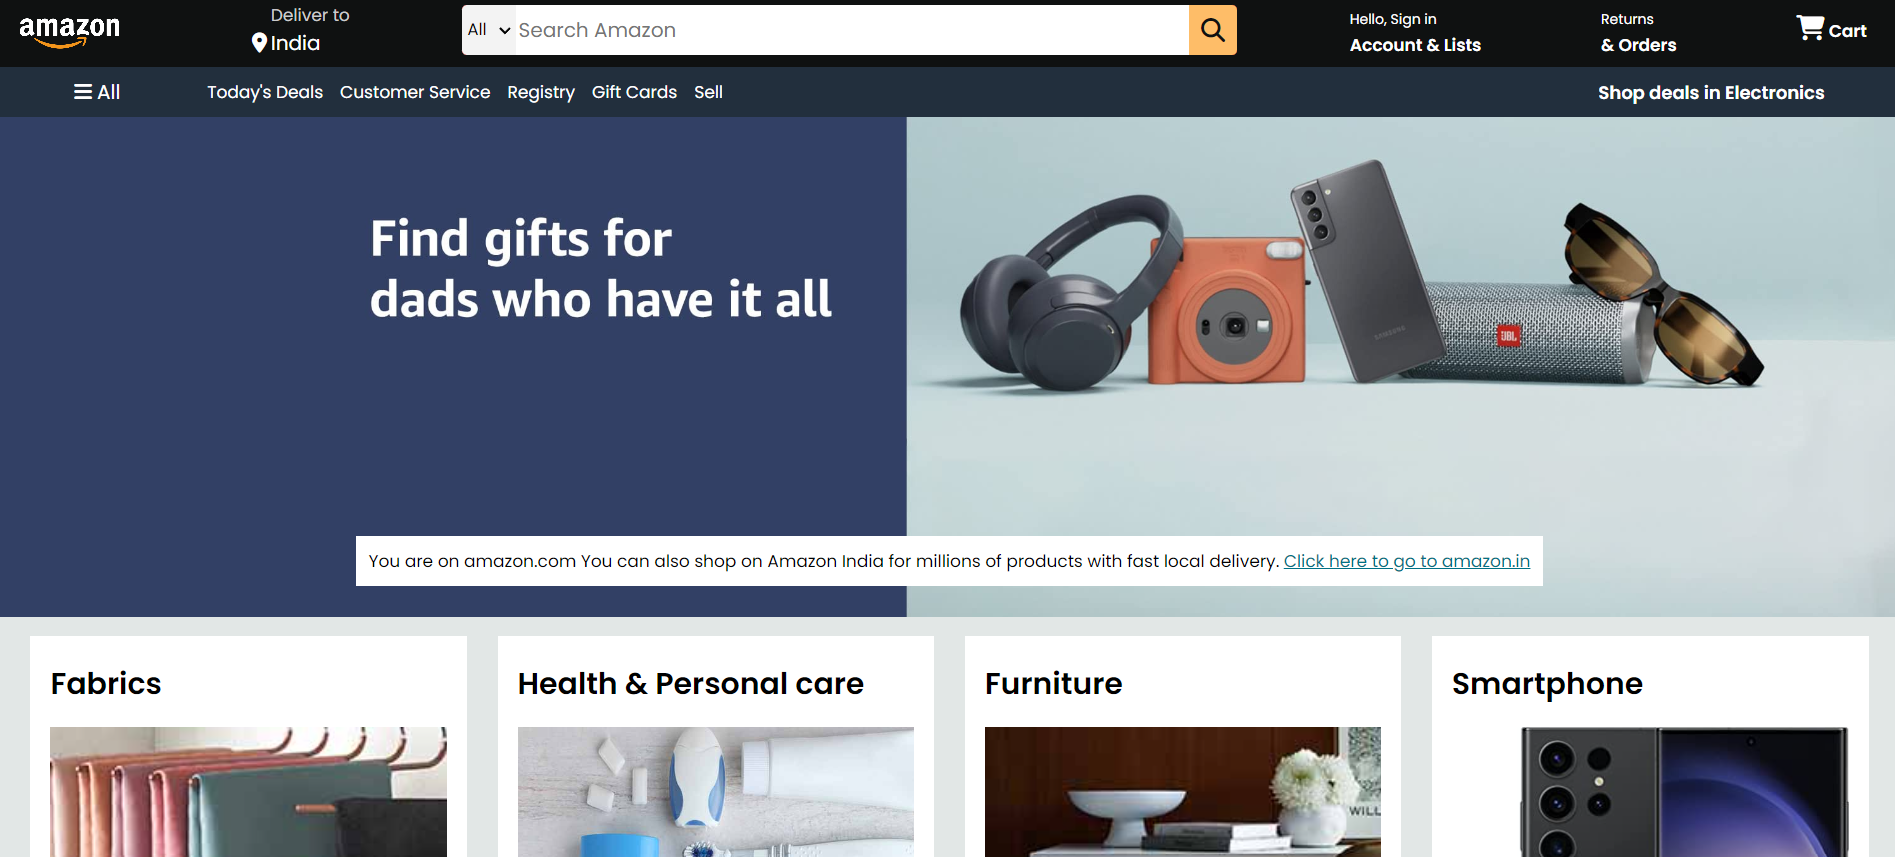 amazon
Deliver to
India
All
Search Amazon
Hello, Sign in
Account & Lists
Returns
& Orders
Cart
All
Today's Deals
Customer Service
Registry
Gift Cards
Sell
Shop deals in Electronics
Find gifts for
dads who have it all
SAMSUNG
JBL
You are on amazon.com You can also shop on Amazon India for millions of products with fast local delivery. Click here to go to amazon.in
Fabrics
Health & Personal care
Furniture
Smartphone
WILL